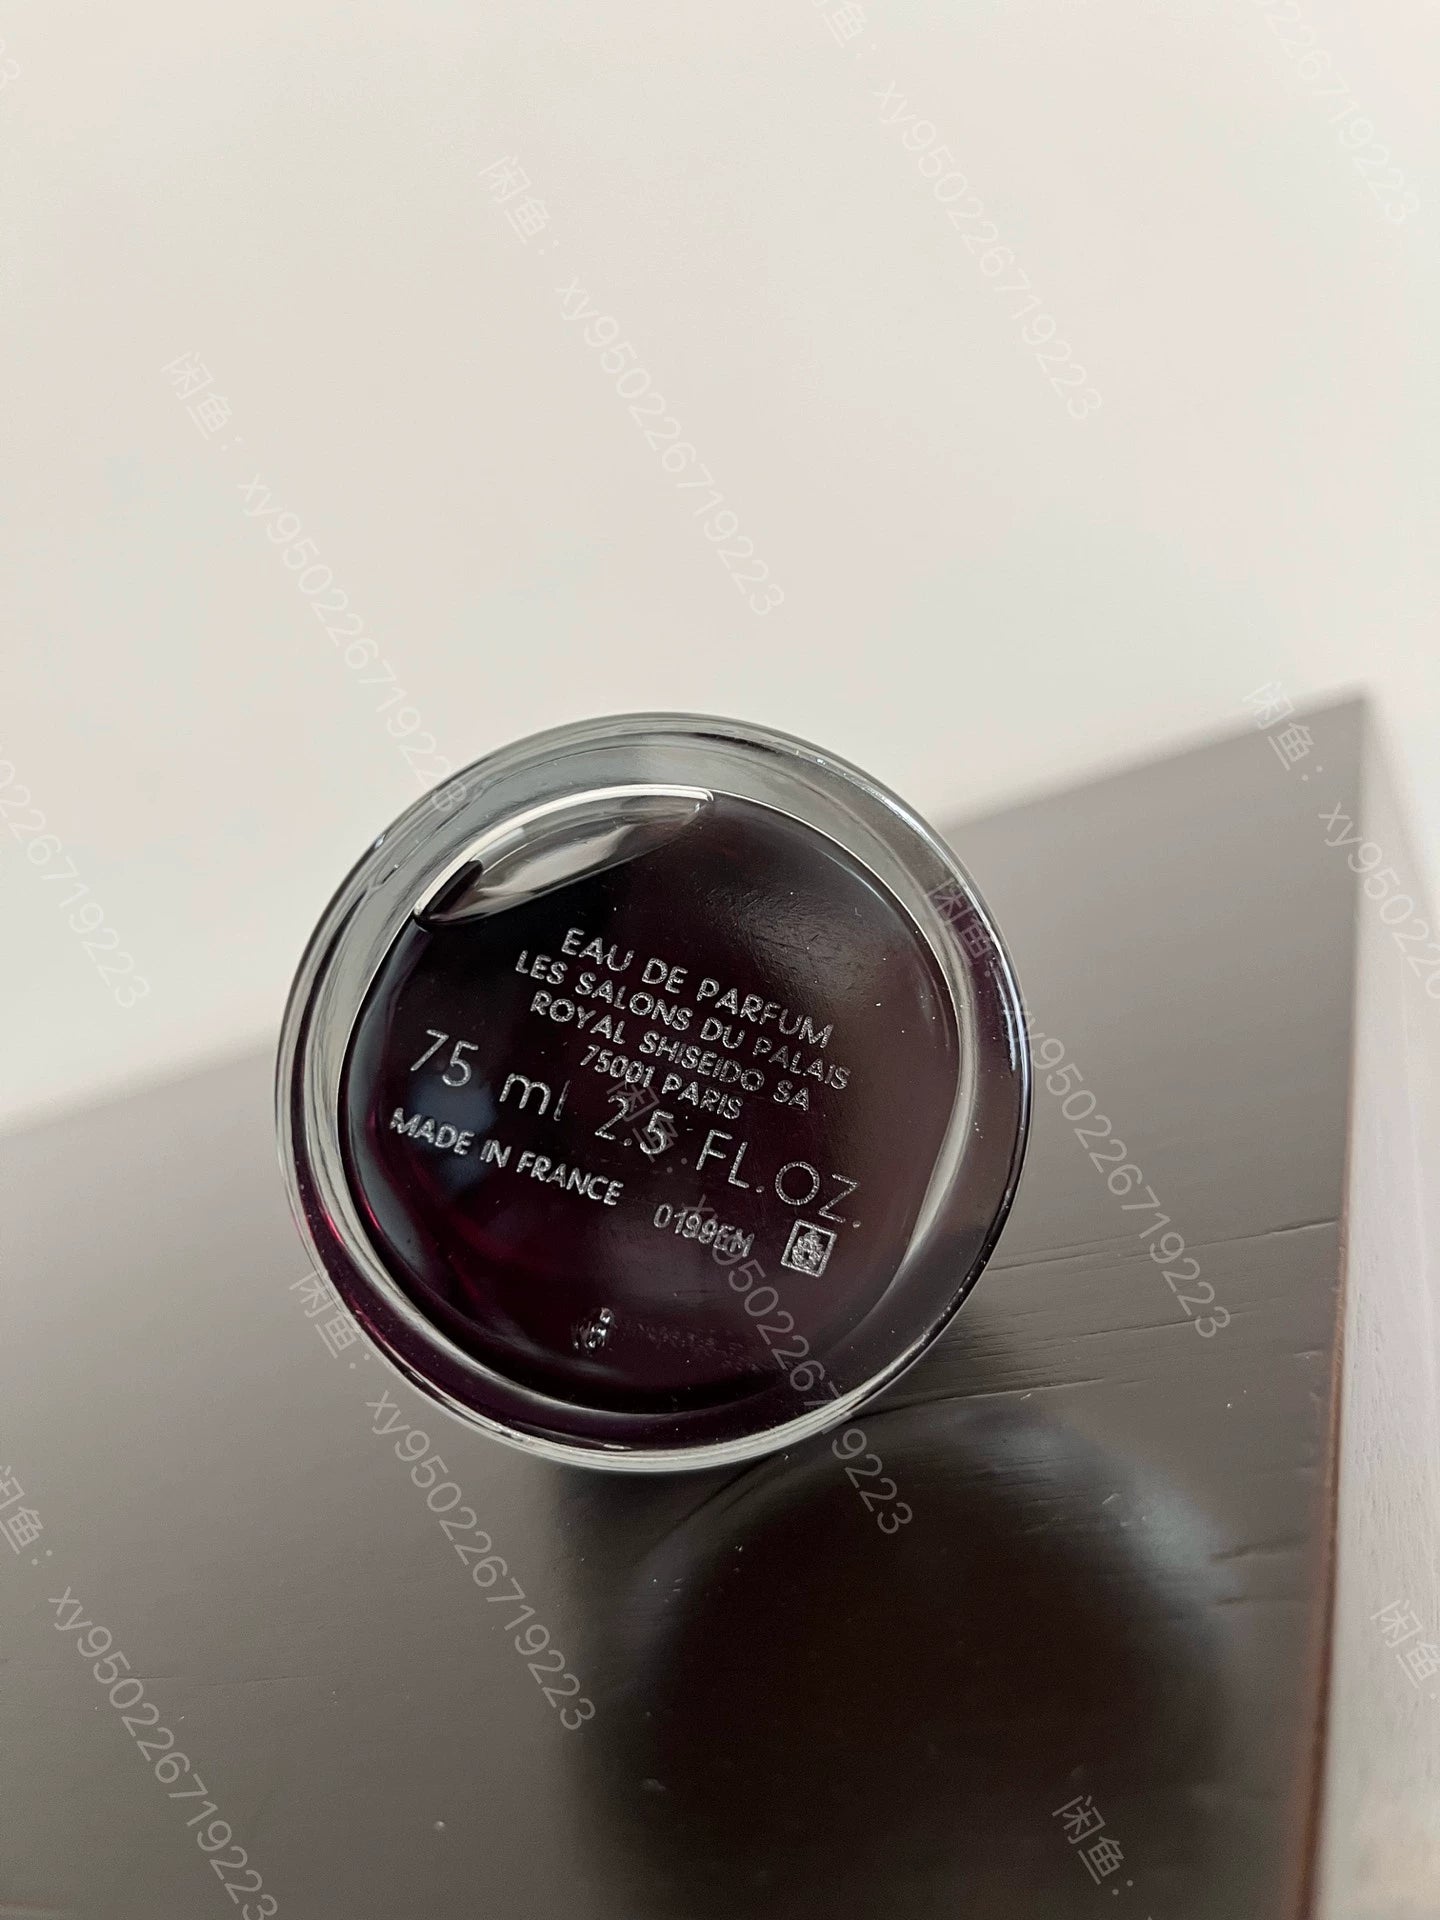 EAU DE PARFUM
LES SALONS DU PALAIS
ROYAL SHISEIDO SA
75001 PARIS
75 ml 2.5 FL.OZ.
MADE IN FRANCE
闲鱼：xy950226719223